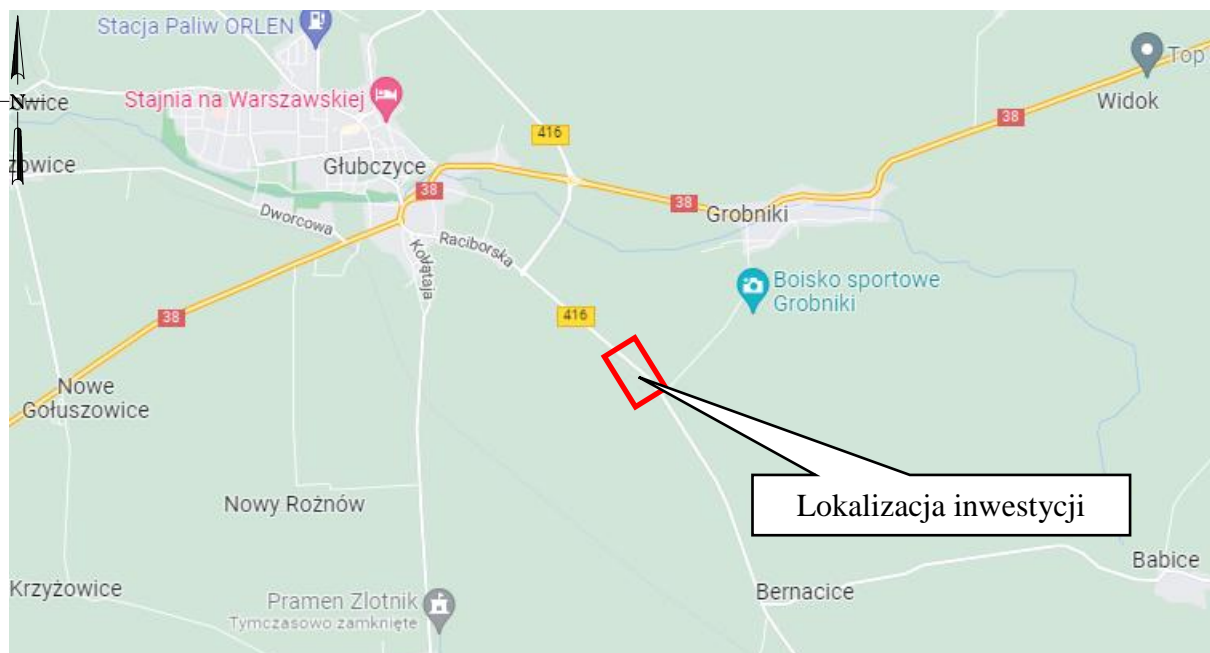 Stacja Paliw ORLEN
Top
Widok
Stajnia na Warszawskiej
N
owice
38
416
zowice
Głubczyce
38
38
Grobniki
Dworcowa
Raciborska
Kołłątaja
Boisko sportowe
Grobniki
38
416
Nowe
Gołuszowice
Nowy Rożnów
Lokalizacja inwestycji
Babice
Krzyżowice
Pramen Zlotnik
Tymczasowo zamknięte
Bernacice